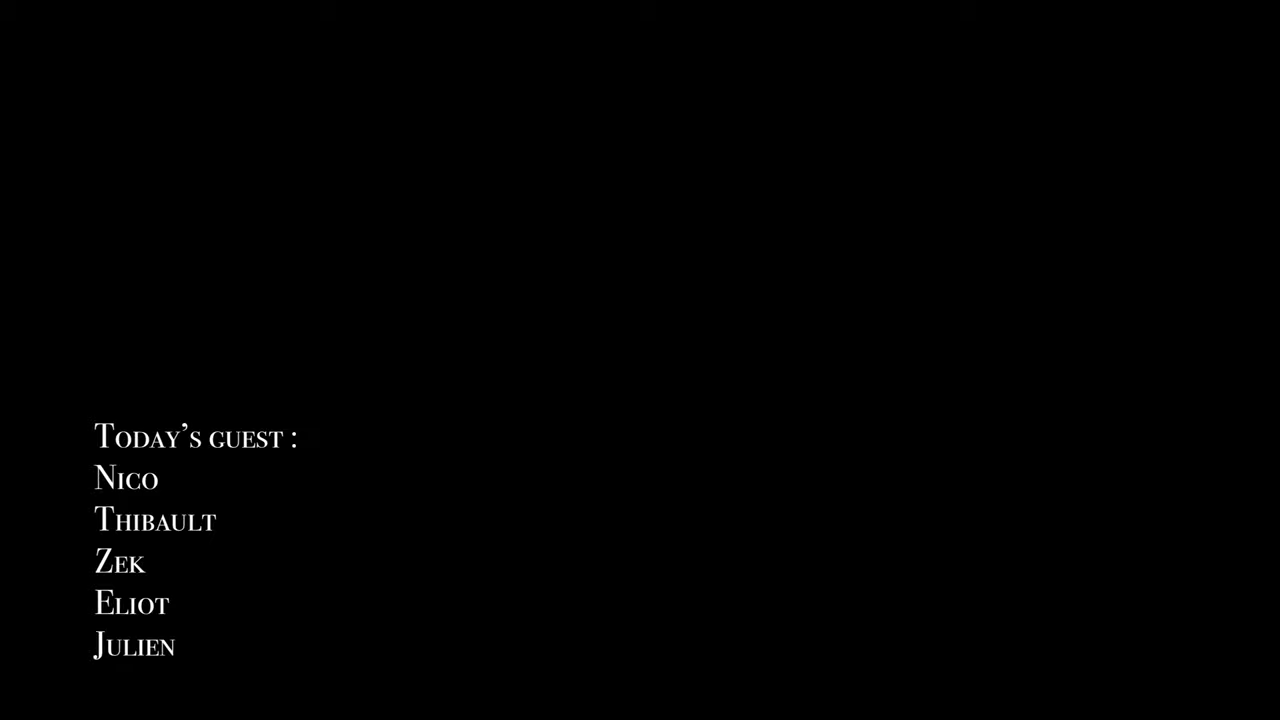 Today’s guest :
Nico
Thibault
Zek
Eliot
Julien